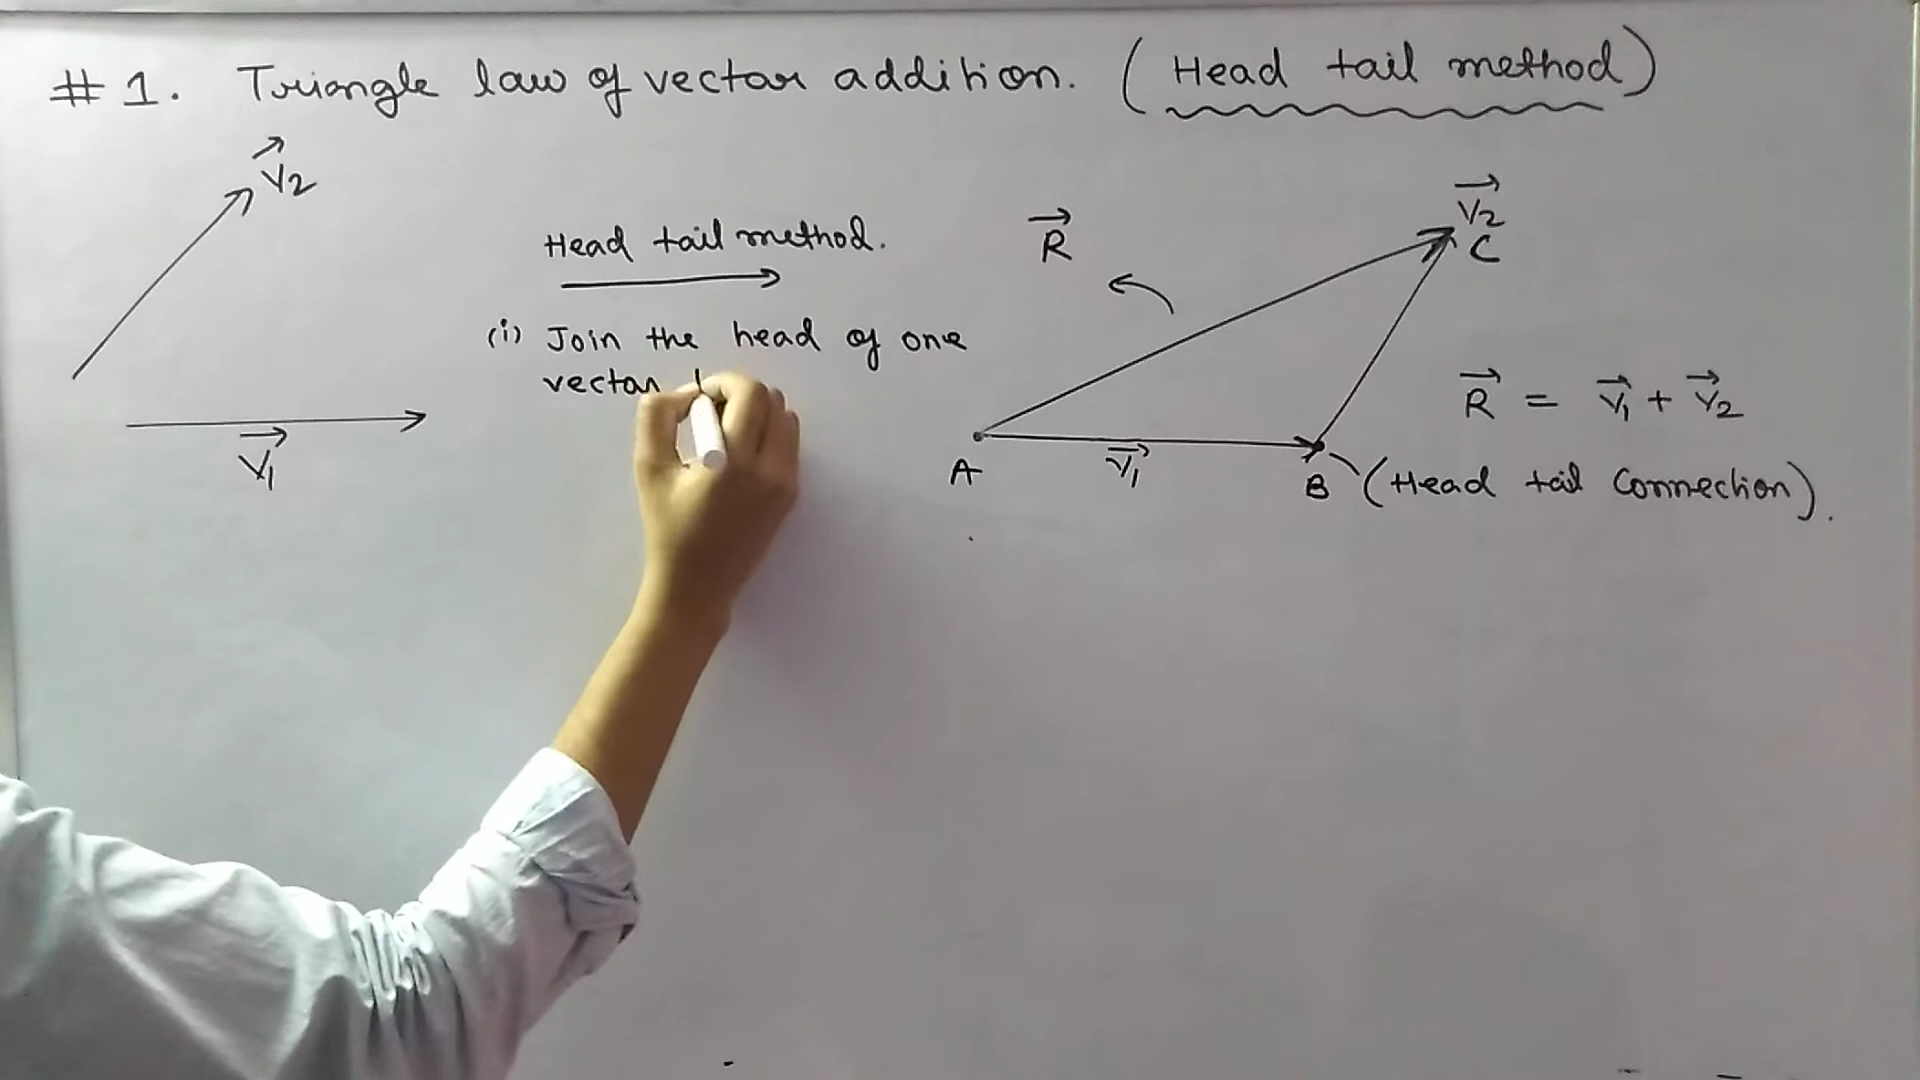 # 1. Triangle law of vector addition. (Head tail method)
V2
V1
Head tail method.
(i) Join the head of one
vector
R
V2
C
A
V1
B (Head tail connection).
R = V1 + V2